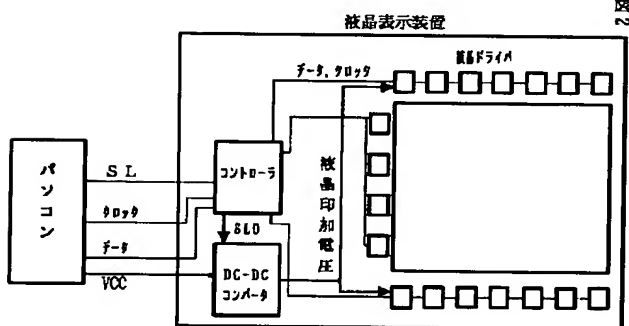 図2
液晶表示装置
データ,クロック
液晶ドライバ
パソコン
SL
クロック
データ
VCC
コントローラ
SLO
DC-DC
コンバータ
液晶印加電圧